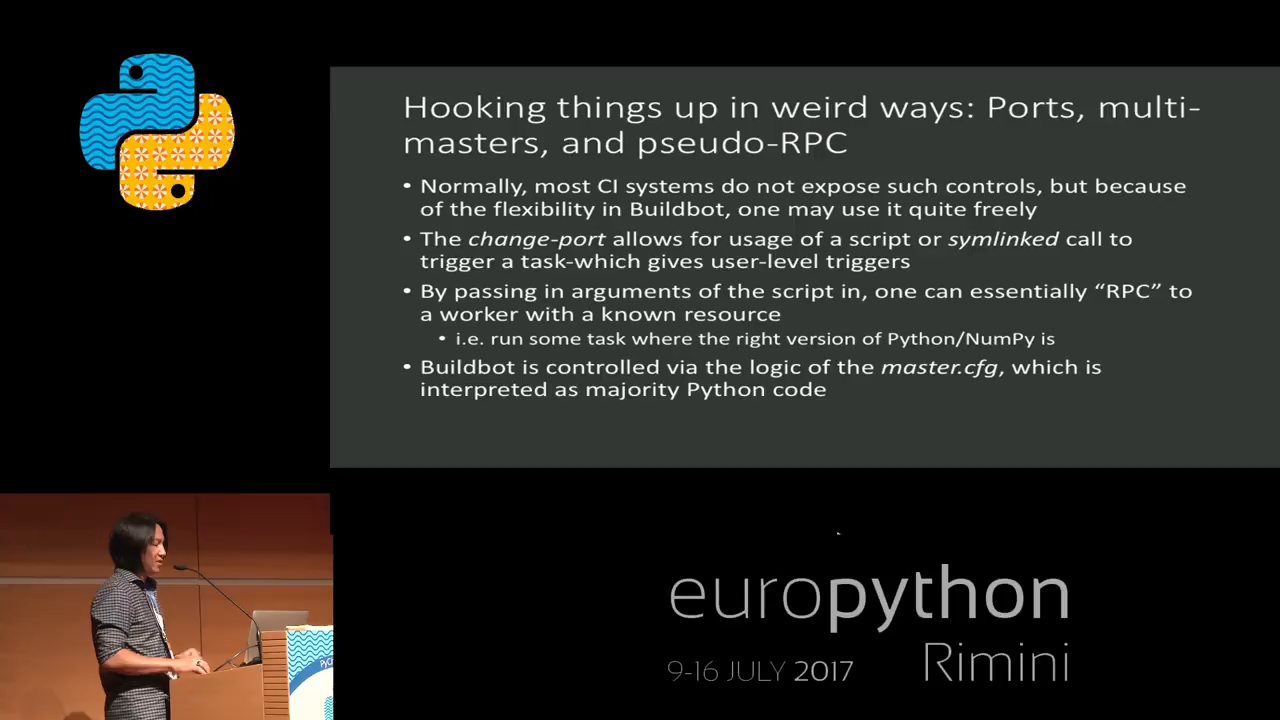 Hooking things up in weird ways: Ports, multi-
masters, and pseudo-RPC
• Normally, most CI systems do not expose such controls, but because
of the flexibility in Buildbot, one may use it quite freely
• The change-port allows for usage of a script or symlinked call to
trigger a task-which gives user-level triggers
• By passing in arguments of the script in, one can essentially “RPC” to
a worker with a known resource
• i.e. run some task where the right version of Python/NumPy is
• Buildbot is controlled via the logic of the master.cfg, which is
interpreted as majority Python code
europython
9-16 JULY 2017
Rimini